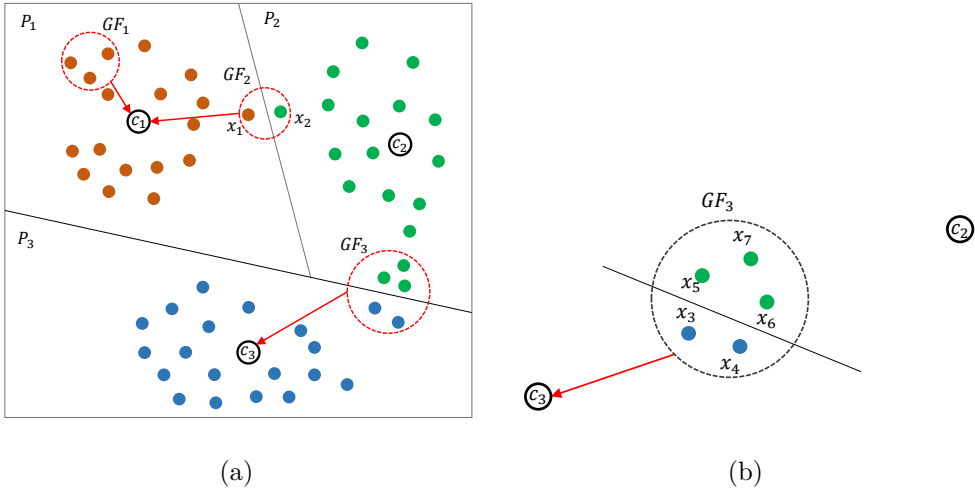 P₁
GF₁
P₂
GF₂
c₁
x₁
x₂
c₂
P₃
GF₃
c₃
(a)
GF₃
c₂
x₇
x₅
x₆
x₃
x₄
c₃
(b)